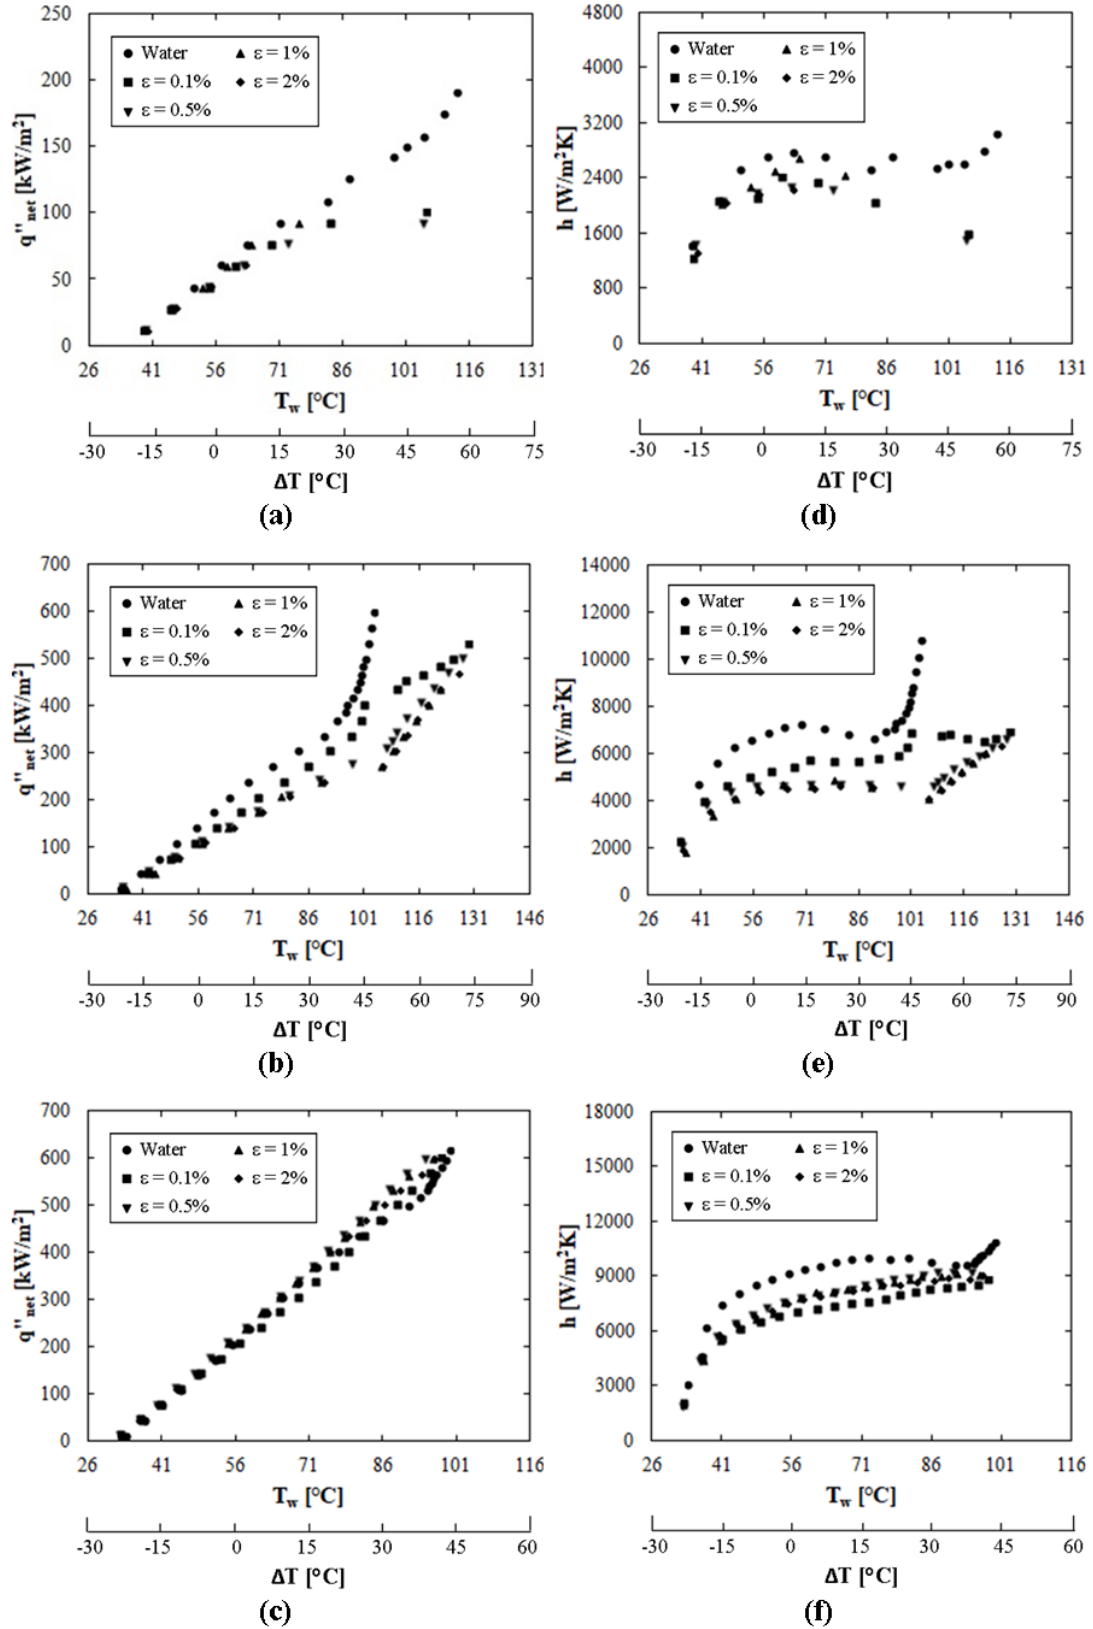 250
200
150
100
50
0
q"net [kW/m²]
Water
ε = 1%
ε = 0.1%
ε = 2%
ε = 0.5%
26 41 56 71 86 101 116 131
Tw [°C]
-30 -15 0 15 30 45 60 75
ΔT [°C]
(a)
4800
4000
3200
2400
1600
800
0
h [W/m²K]
Water
ε = 1%
ε = 0.1%
ε = 2%
ε = 0.5%
26 41 56 71 86 101 116 131
Tw [°C]
-30 -15 0 15 30 45 60 75
ΔT [°C]
(d)
700
600
500
400
300
200
100
0
q"net [kW/m²]
Water
ε = 1%
ε = 0.1%
ε = 2%
ε = 0.5%
26 41 56 71 86 101 116 131 146
Tw [°C]
-30 -15 0 15 30 45 60 75 90
ΔT [°C]
(b)
14000
12000
10000
8000
6000
4000
2000
0
h [W/m²K]
Water
ε = 1%
ε = 0.1%
ε = 2%
ε = 0.5%
26 41 56 71 86 101 116 131 146
Tw [°C]
-30 -15 0 15 30 45 60 75 90
ΔT [°C]
(e)
700
600
500
400
300
200
100
0
q"net [kW/m²]
Water
ε = 1%
ε = 0.1%
ε = 2%
ε = 0.5%
26 41 56 71 86 101 116
Tw [°C]
-30 -15 0 15 30 45 60
ΔT [°C]
(c)
18000
15000
12000
9000
6000
3000
0
h [W/m²K]
Water
ε = 1%
ε = 0.1%
ε = 2%
ε = 0.5%
26 41 56 71 86 101 116
Tw [°C]
-30 -15 0 15 30 45 60
ΔT [°C]
(f)